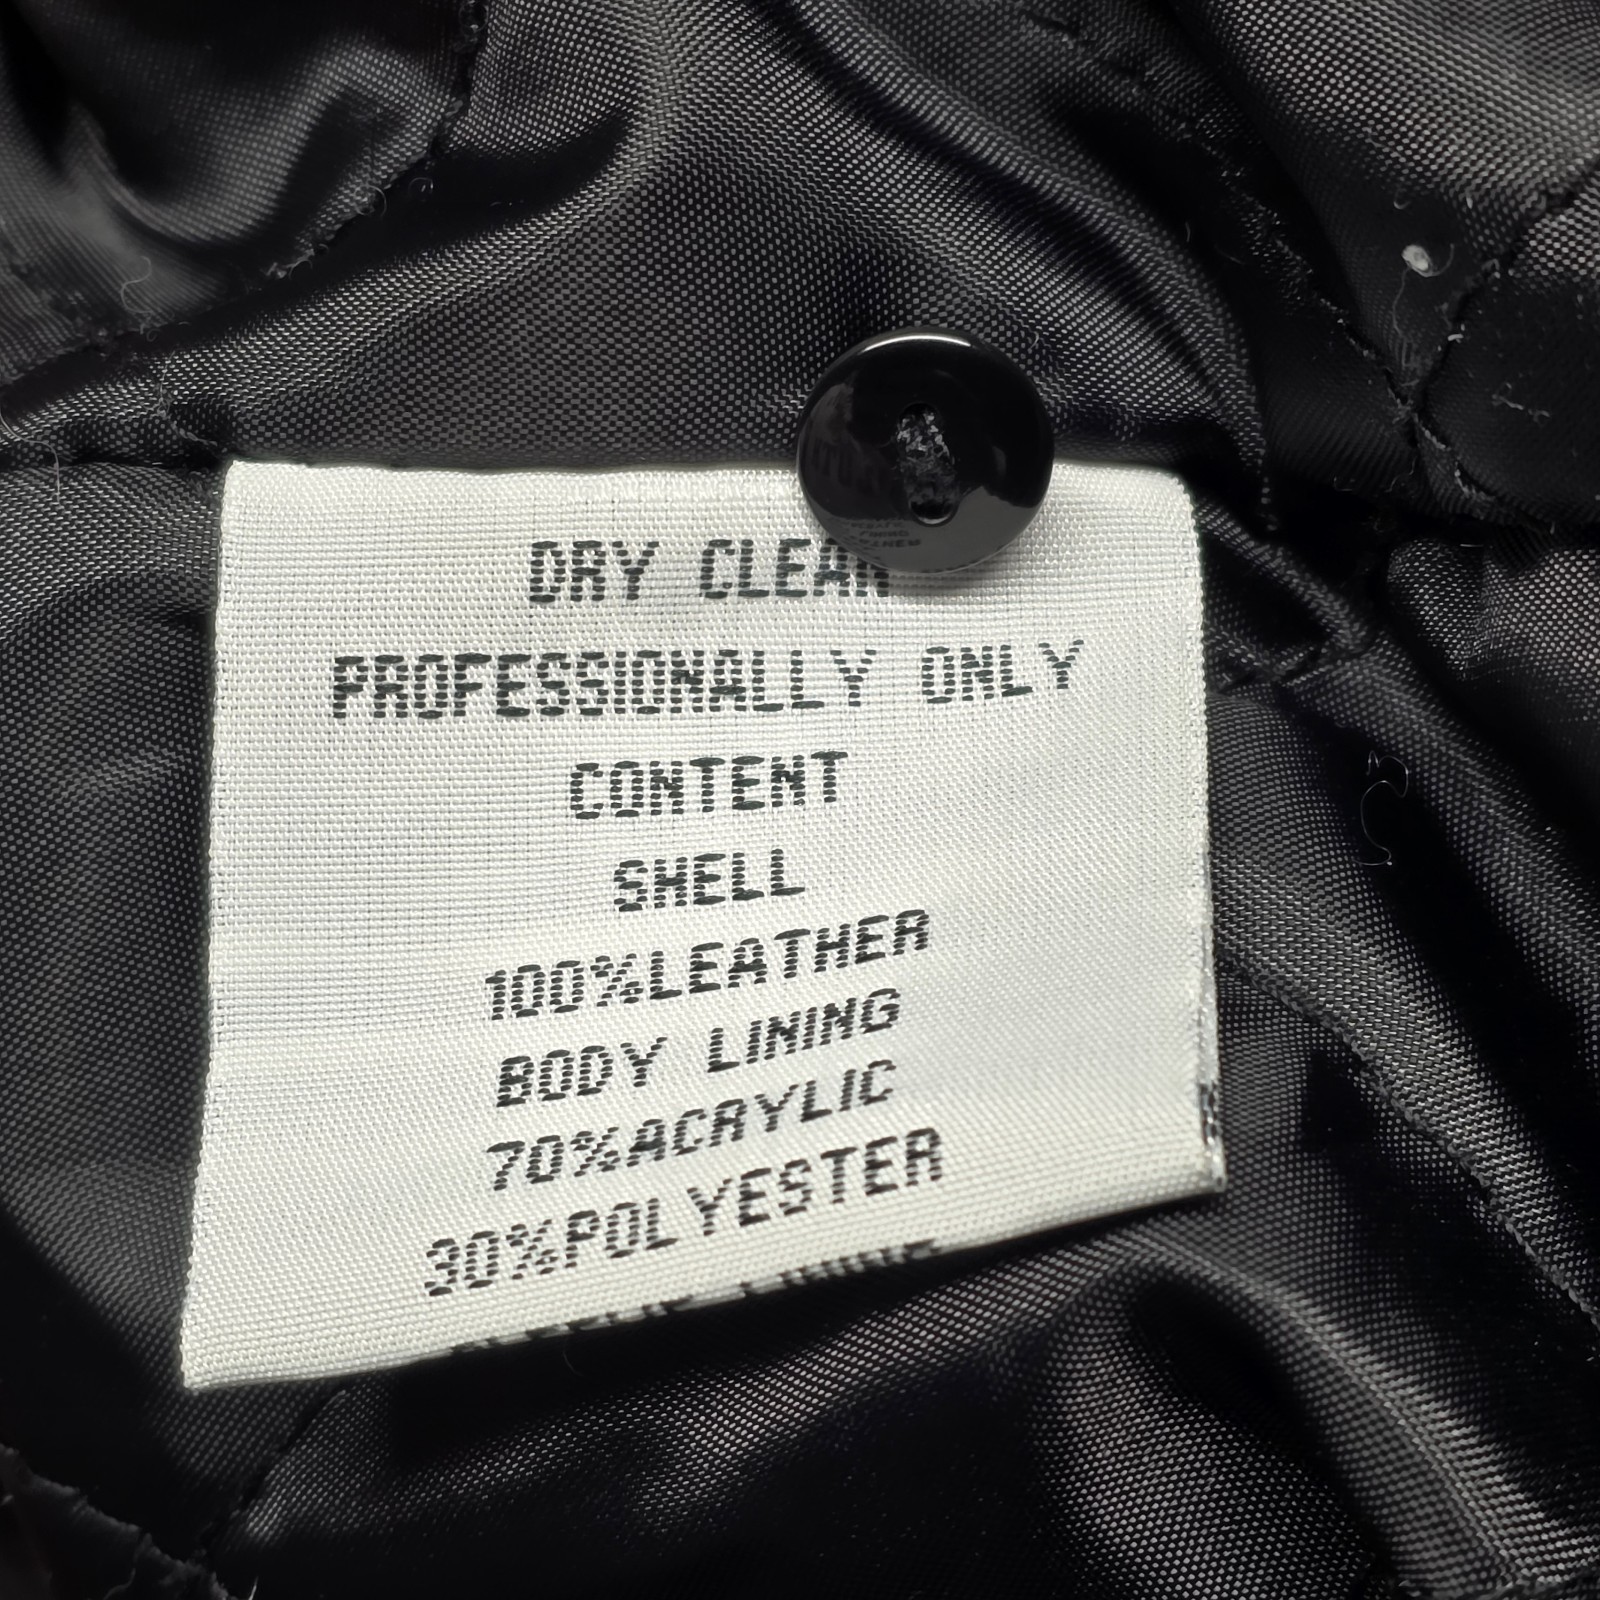 DRY CLEAN
PROFESSIONALLY ONLY
CONTENT
SHELL
100%LEATHER
BODY LINING
70%ACRYLIC
30%POLYESTER